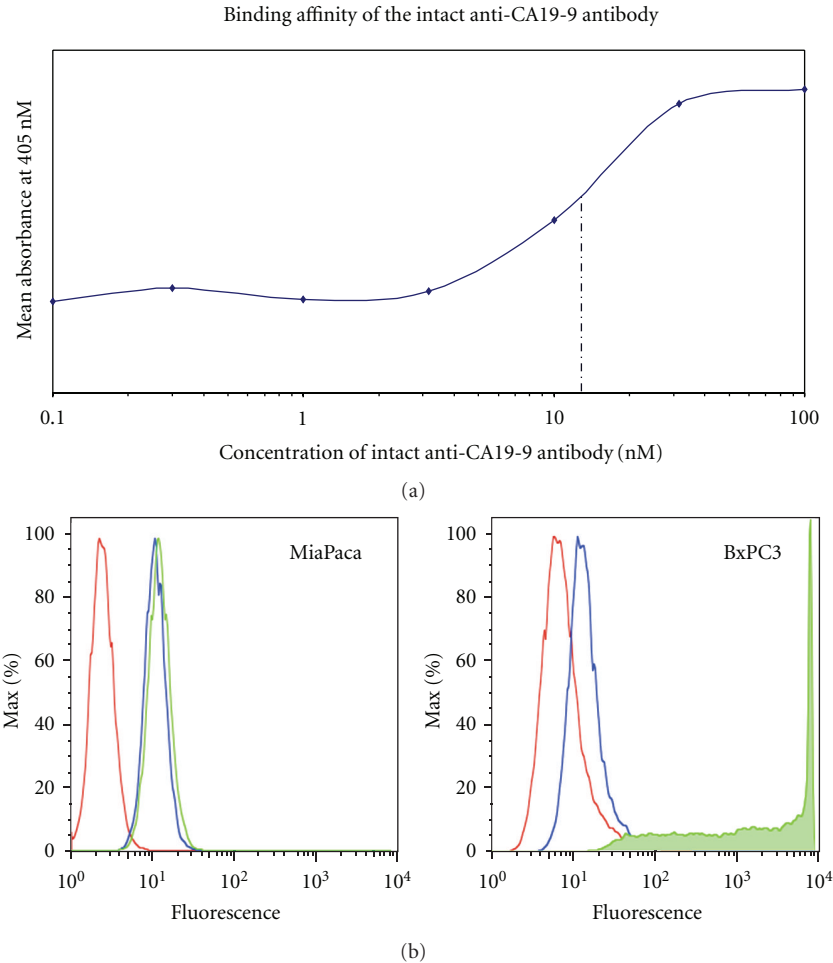 Binding affinity of the intact anti-CA19-9 antibody
Mean absorbance at 405 nM
0.1 1 10 100
Concentration of intact anti-CA19-9 antibody (nM)
(a)
100
80
60
40
20
0
Max (%)
MiaPaca
10⁰ 10¹ 10² 10³ 10⁴
Fluorescence
100
80
60
40
20
0
Max (%)
BxPC3
10⁰ 10¹ 10² 10³ 10⁴
Fluorescence
(b)